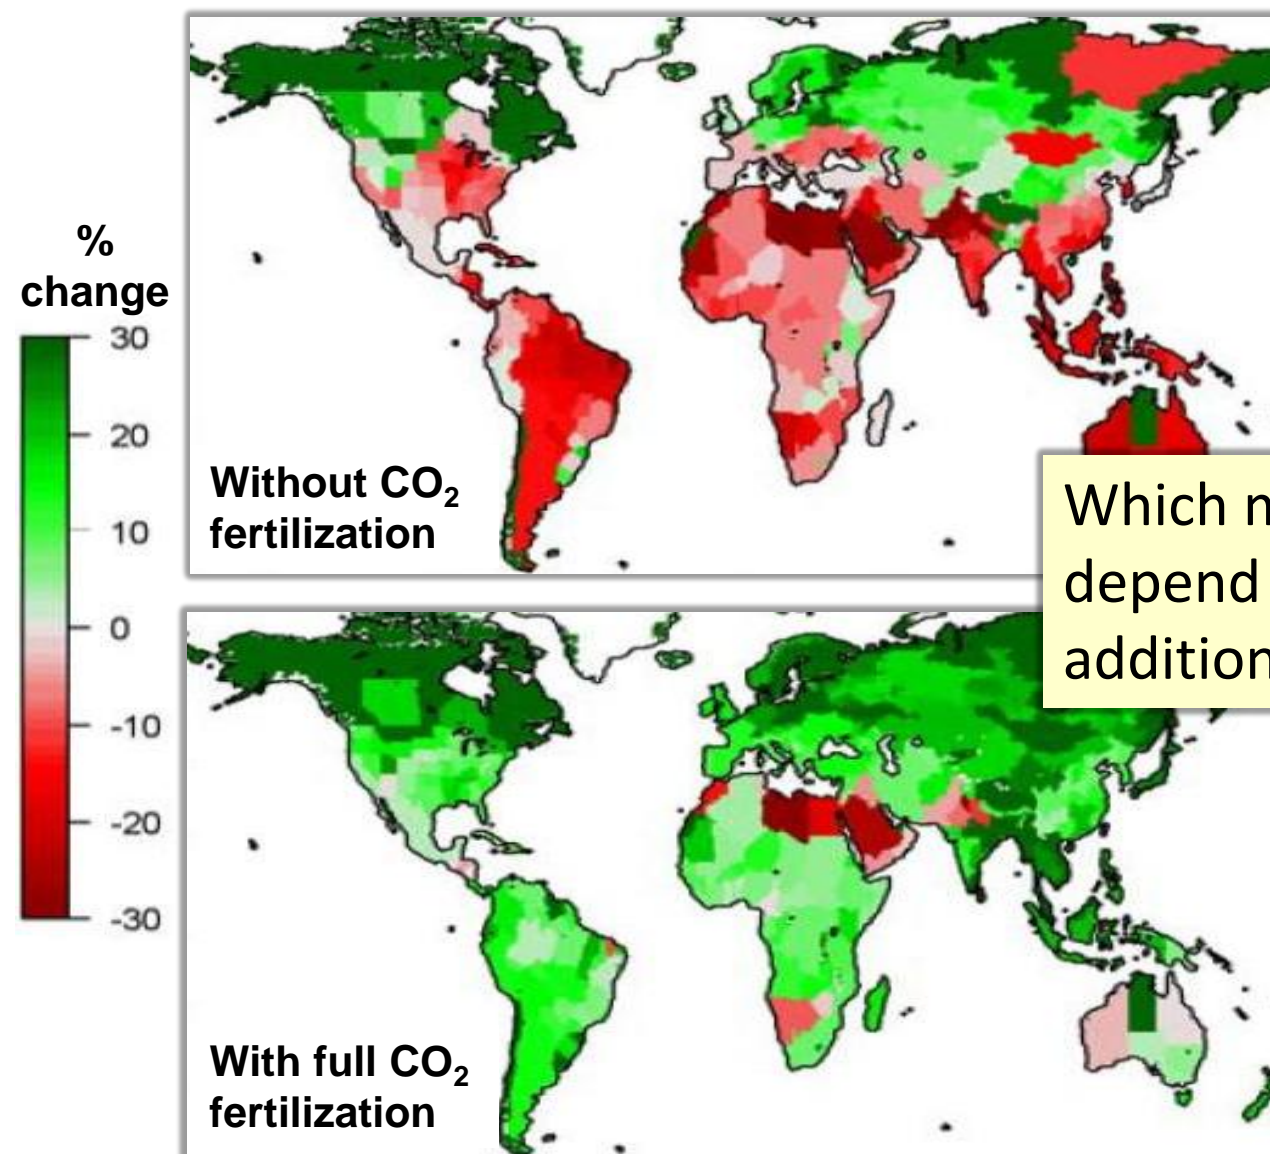 %
change
30
20
10
0
-10
-20
-30
Without CO₂
fertilization
Which
depend
addition
With full CO₂
fertilization